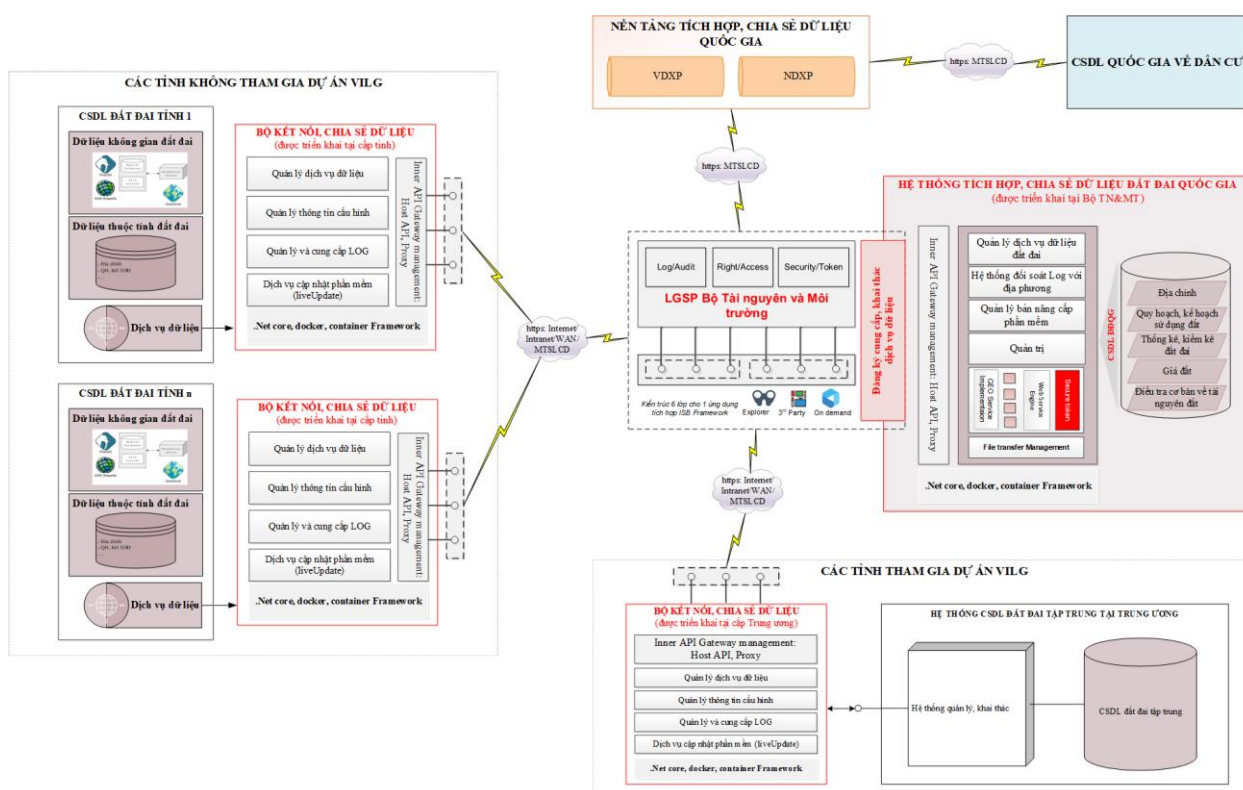 NỀN TẢNG TÍCH HỢP, CHIA SẺ DỮ LIỆU
QUỐC GIA
VDXP
NDXP
https: MTSLCD
CSDL QUỐC GIA VỀ DÂN CƯ
https: MTSLCD
CÁC TỈNH KHÔNG THAM GIA DỰ ÁN VILG
CSDL ĐẤT ĐAI TỈNH 1
Dữ liệu không gian đất đai
Dữ liệu thuộc tính đất đai
- Địa chính
- QH, KH SDĐ
Dịch vụ dữ liệu
BỘ KẾT NỐI, CHIA SẺ DỮ LIỆU
(được triển khai tại cấp tỉnh)
Quản lý dịch vụ dữ liệu
Quản lý thông tin cấu hình
Quản lý và cung cấp LOG
Dịch vụ cập nhật phần mềm
(liveUpdate)
Inner API Gateway management:
Host API, Proxy
.Net core, docker, container Framework
CSDL ĐẤT ĐAI TỈNH n
Dữ liệu không gian đất đai
Dữ liệu thuộc tính đất đai
- Địa chính
- QH, KH SDĐ
Dịch vụ dữ liệu
BỘ KẾT NỐI, CHIA SẺ DỮ LIỆU
(được triển khai tại cấp tỉnh)
Quản lý dịch vụ dữ liệu
Quản lý thông tin cấu hình
Quản lý và cung cấp LOG
Dịch vụ cập nhật phần mềm
(liveUpdate)
Inner API Gateway management:
Host API, Proxy
.Net core, docker, container Framework
https: Internet/
Intranet/WAN/
MTSLCD
Log/Audit
Right/Access
Security/Token
LGSP Bộ Tài nguyên và Môi
trường
Kiến trúc 6 lớp cho 1 ứng dụng
tích hợp ISB Framework
Explorer
3rd Party
On demand
Đăng ký cung cấp, khai thác
dịch vụ dữ liệu
HỆ THỐNG TÍCH HỢP, CHIA SẺ DỮ LIỆU ĐẤT ĐAI QUỐC GIA
(được triển khai tại Bộ TN&MT)
Inner API Gateway management: Host API, Proxy
Quản lý dịch vụ dữ liệu
đất đai
Hệ thống đối soát Log với
địa phương
Quản lý bản nâng cấp
phần mềm
Quản trị
GEO Service
Implementaion
Web Service
Engine
Secure token
File transfer Management
.Net core, docker, container Framework
CSDL ĐĐQG
Địa chính
Quy hoạch, kế hoạch
sử dụng đất
Thống kê, kiểm kê
đất đai
Giá đất
Điều tra cơ bản về tài
nguyên đất
https: Internet/
Intranet/WAN/
MTSLCD
CÁC TỈNH THAM GIA DỰ ÁN VILG
BỘ KẾT NỐI, CHIA SẺ DỮ LIỆU
(được triển khai tại cấp Trung ương)
Inner API Gateway management:
Host API, Proxy
Quản lý dịch vụ dữ liệu
Quản lý thông tin cấu hình
Quản lý và cung cấp LOG
Dịch vụ cập nhật phần mềm (liveUpdate)
.Net core, docker, container Framework
HỆ THỐNG CSDL ĐẤT ĐAI TẬP TRUNG TẠI TRUNG ƯƠNG
Hệ thống quản lý, khai thác
CSDL đất đai tập trung